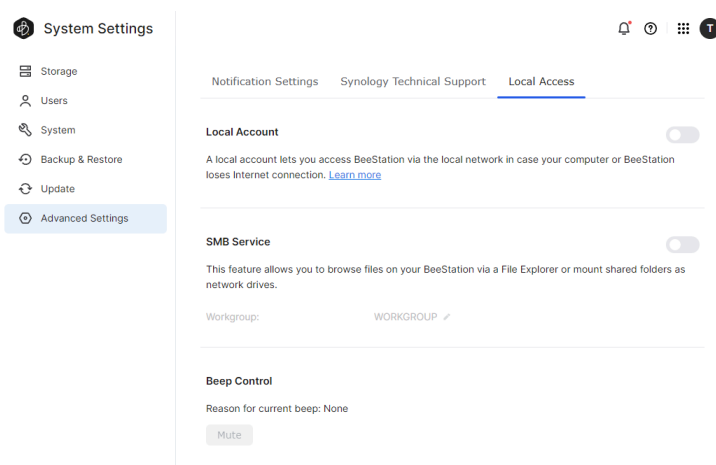 System Settings
T
Storage
Users
System
Backup & Restore
Update
Advanced Settings
Notification Settings
Synology Technical Support
Local Access
Local Account
A local account lets you access BeeStation via the local network in case your computer or BeeStation
loses Internet connection. Learn more
SMB Service
This feature allows you to browse files on your BeeStation via a File Explorer or mount shared folders as
network drives.
Workgroup: WORKGROUP
Beep Control
Reason for current beep: None
Mute